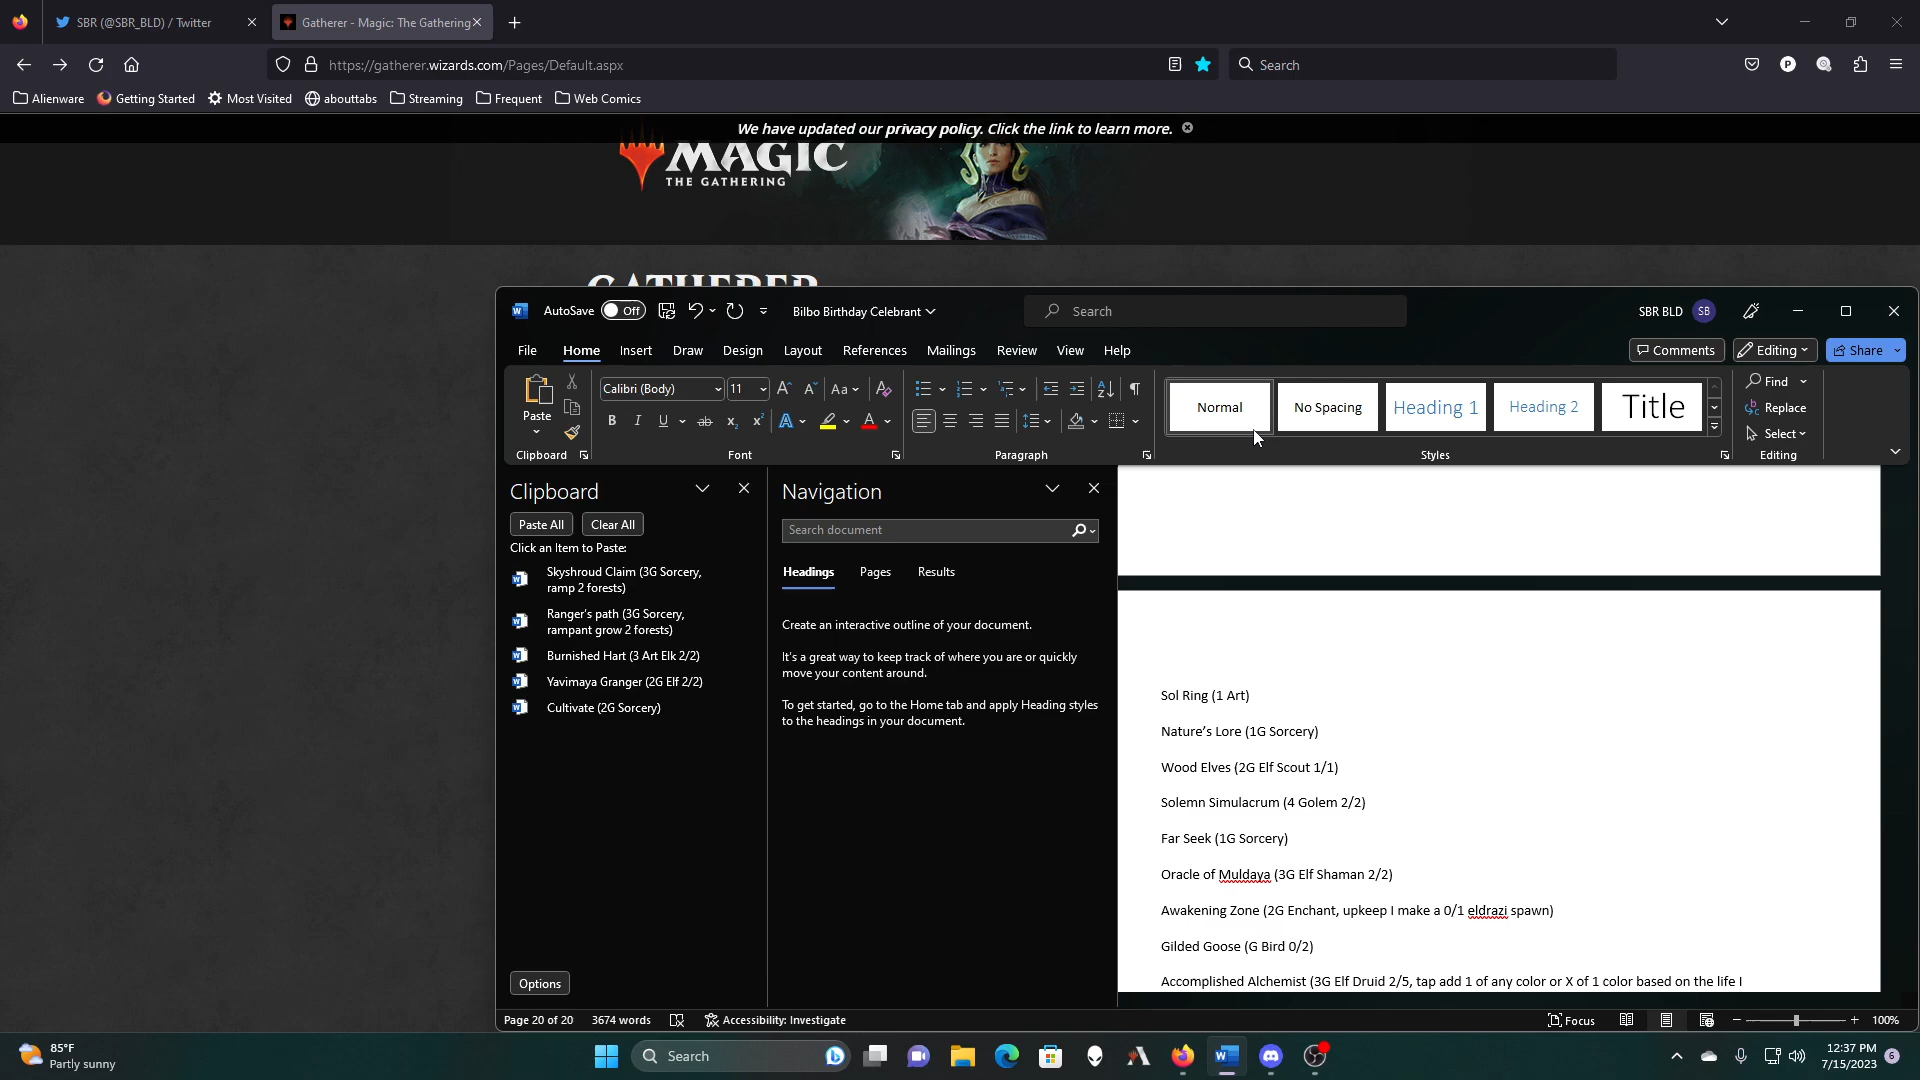 SBR (@SBR_BLD) / Twitter
Gatherer - Magic: The Gathering
https://gatherer.wizards.com/Pages/Default.aspx
Search
P
Alienware
Getting Started
Most Visited
abouttabs
Streaming
Frequent
Web Comics
We have updated our privacy policy. Click the link to learn more.
MAGIC
THE GATHERING
GATHERER
AutoSave Off
Bilbo Birthday Celebrant
Search
SBR BLD SB
File Home Insert Draw Design Layout References Mailings Review View Help
Comments Editing Share
Paste
Calibri (Body) 11
Normal No Spacing Heading 1 Heading 2 Title
Find
Replace
Select
Clipboard Font Paragraph Styles Editing
Clipboard
Paste All Clear All
Click an Item to Paste:
Skyshroud Claim (3G Sorcery,
ramp 2 forests)
Ranger's path (3G Sorcery,
rampant grow 2 forests)
Burnished Hart (3 Art Elk 2/2)
Yavimaya Granger (2G Elf 2/2)
Cultivate (2G Sorcery)
Options
Navigation
Search document
Headings Pages Results
Create an interactive outline of your document.
It's a great way to keep track of where you are or quickly
move your content around.
To get started, go to the Home tab and apply Heading styles
to the headings in your document.
Sol Ring (1 Art)
Nature's Lore (1G Sorcery)
Wood Elves (2G Elf Scout 1/1)
Solemn Simulacrum (4 Golem 2/2)
Far Seek (1G Sorcery)
Oracle of Muldaya (3G Elf Shaman 2/2)
Awakening Zone (2G Enchant, upkeep I make a 0/1 eldrazi spawn)
Gilded Goose (G Bird 0/2)
Accomplished Alchemist (3G Elf Druid 2/5, tap add 1 of any color or X of 1 color based on the life I
Page 20 of 20 3674 words Accessibility: Investigate
Focus 100%
85°F
Partly sunny
Search
12:37 PM
7/15/2023
6